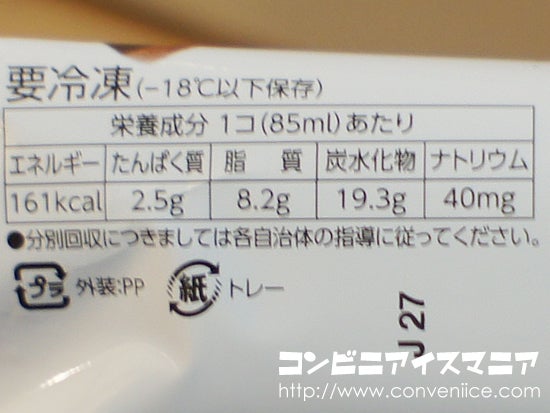 要冷凍(-18℃以下保存)
栄養成分 1コ(85ml)あたり
エネルギー たんぱく質 脂 質 炭水化物 ナトリウム
161kcal 2.5g 8.2g 19.3g 40mg
●分別回収につきましては各自治体の指導に従ってください。
プラ 外装:PP 紙 トレー
J 27
コンビニアイスマニア
http://www.conveniice.com/